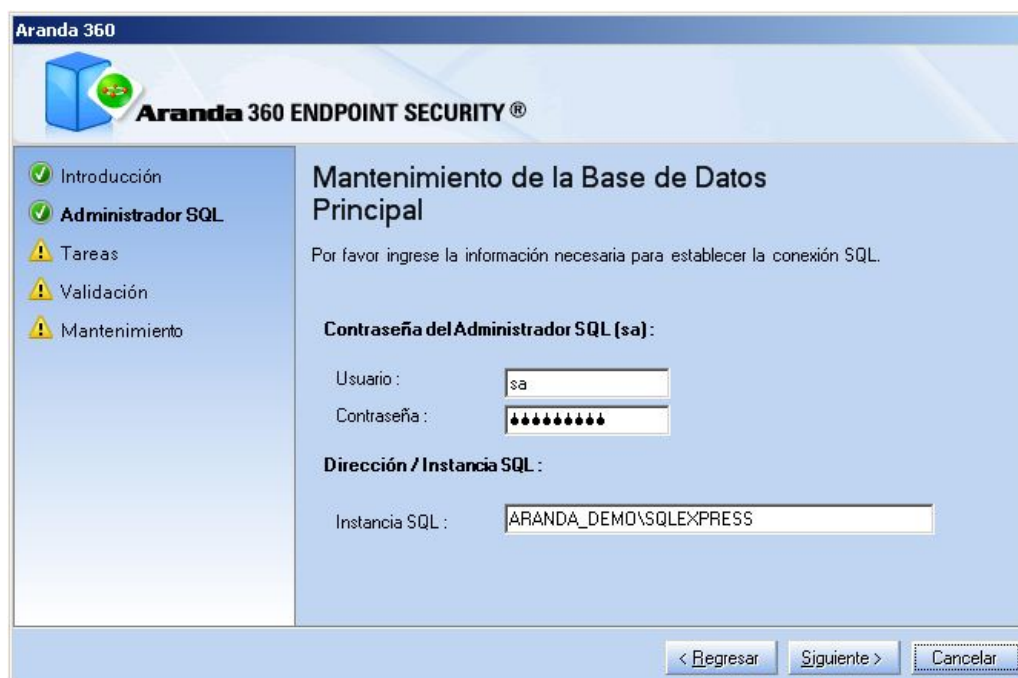 Aranda 360
Aranda 360 ENDPOINT SECURITY ®
Introducción
Administrador SQL
Tareas
Validación
Mantenimiento
Mantenimiento de la Base de Datos
Principal
Por favor ingrese la información necesaria para establecer la conexión SQL.
Contraseña del Administrador SQL (sa) :
Usuario :
sa
Contraseña :
Dirección / Instancia SQL :
Instancia SQL :
ARANDA_DEMO\SQLEXPRESS
< Regresar
Siguiente >
Cancelar